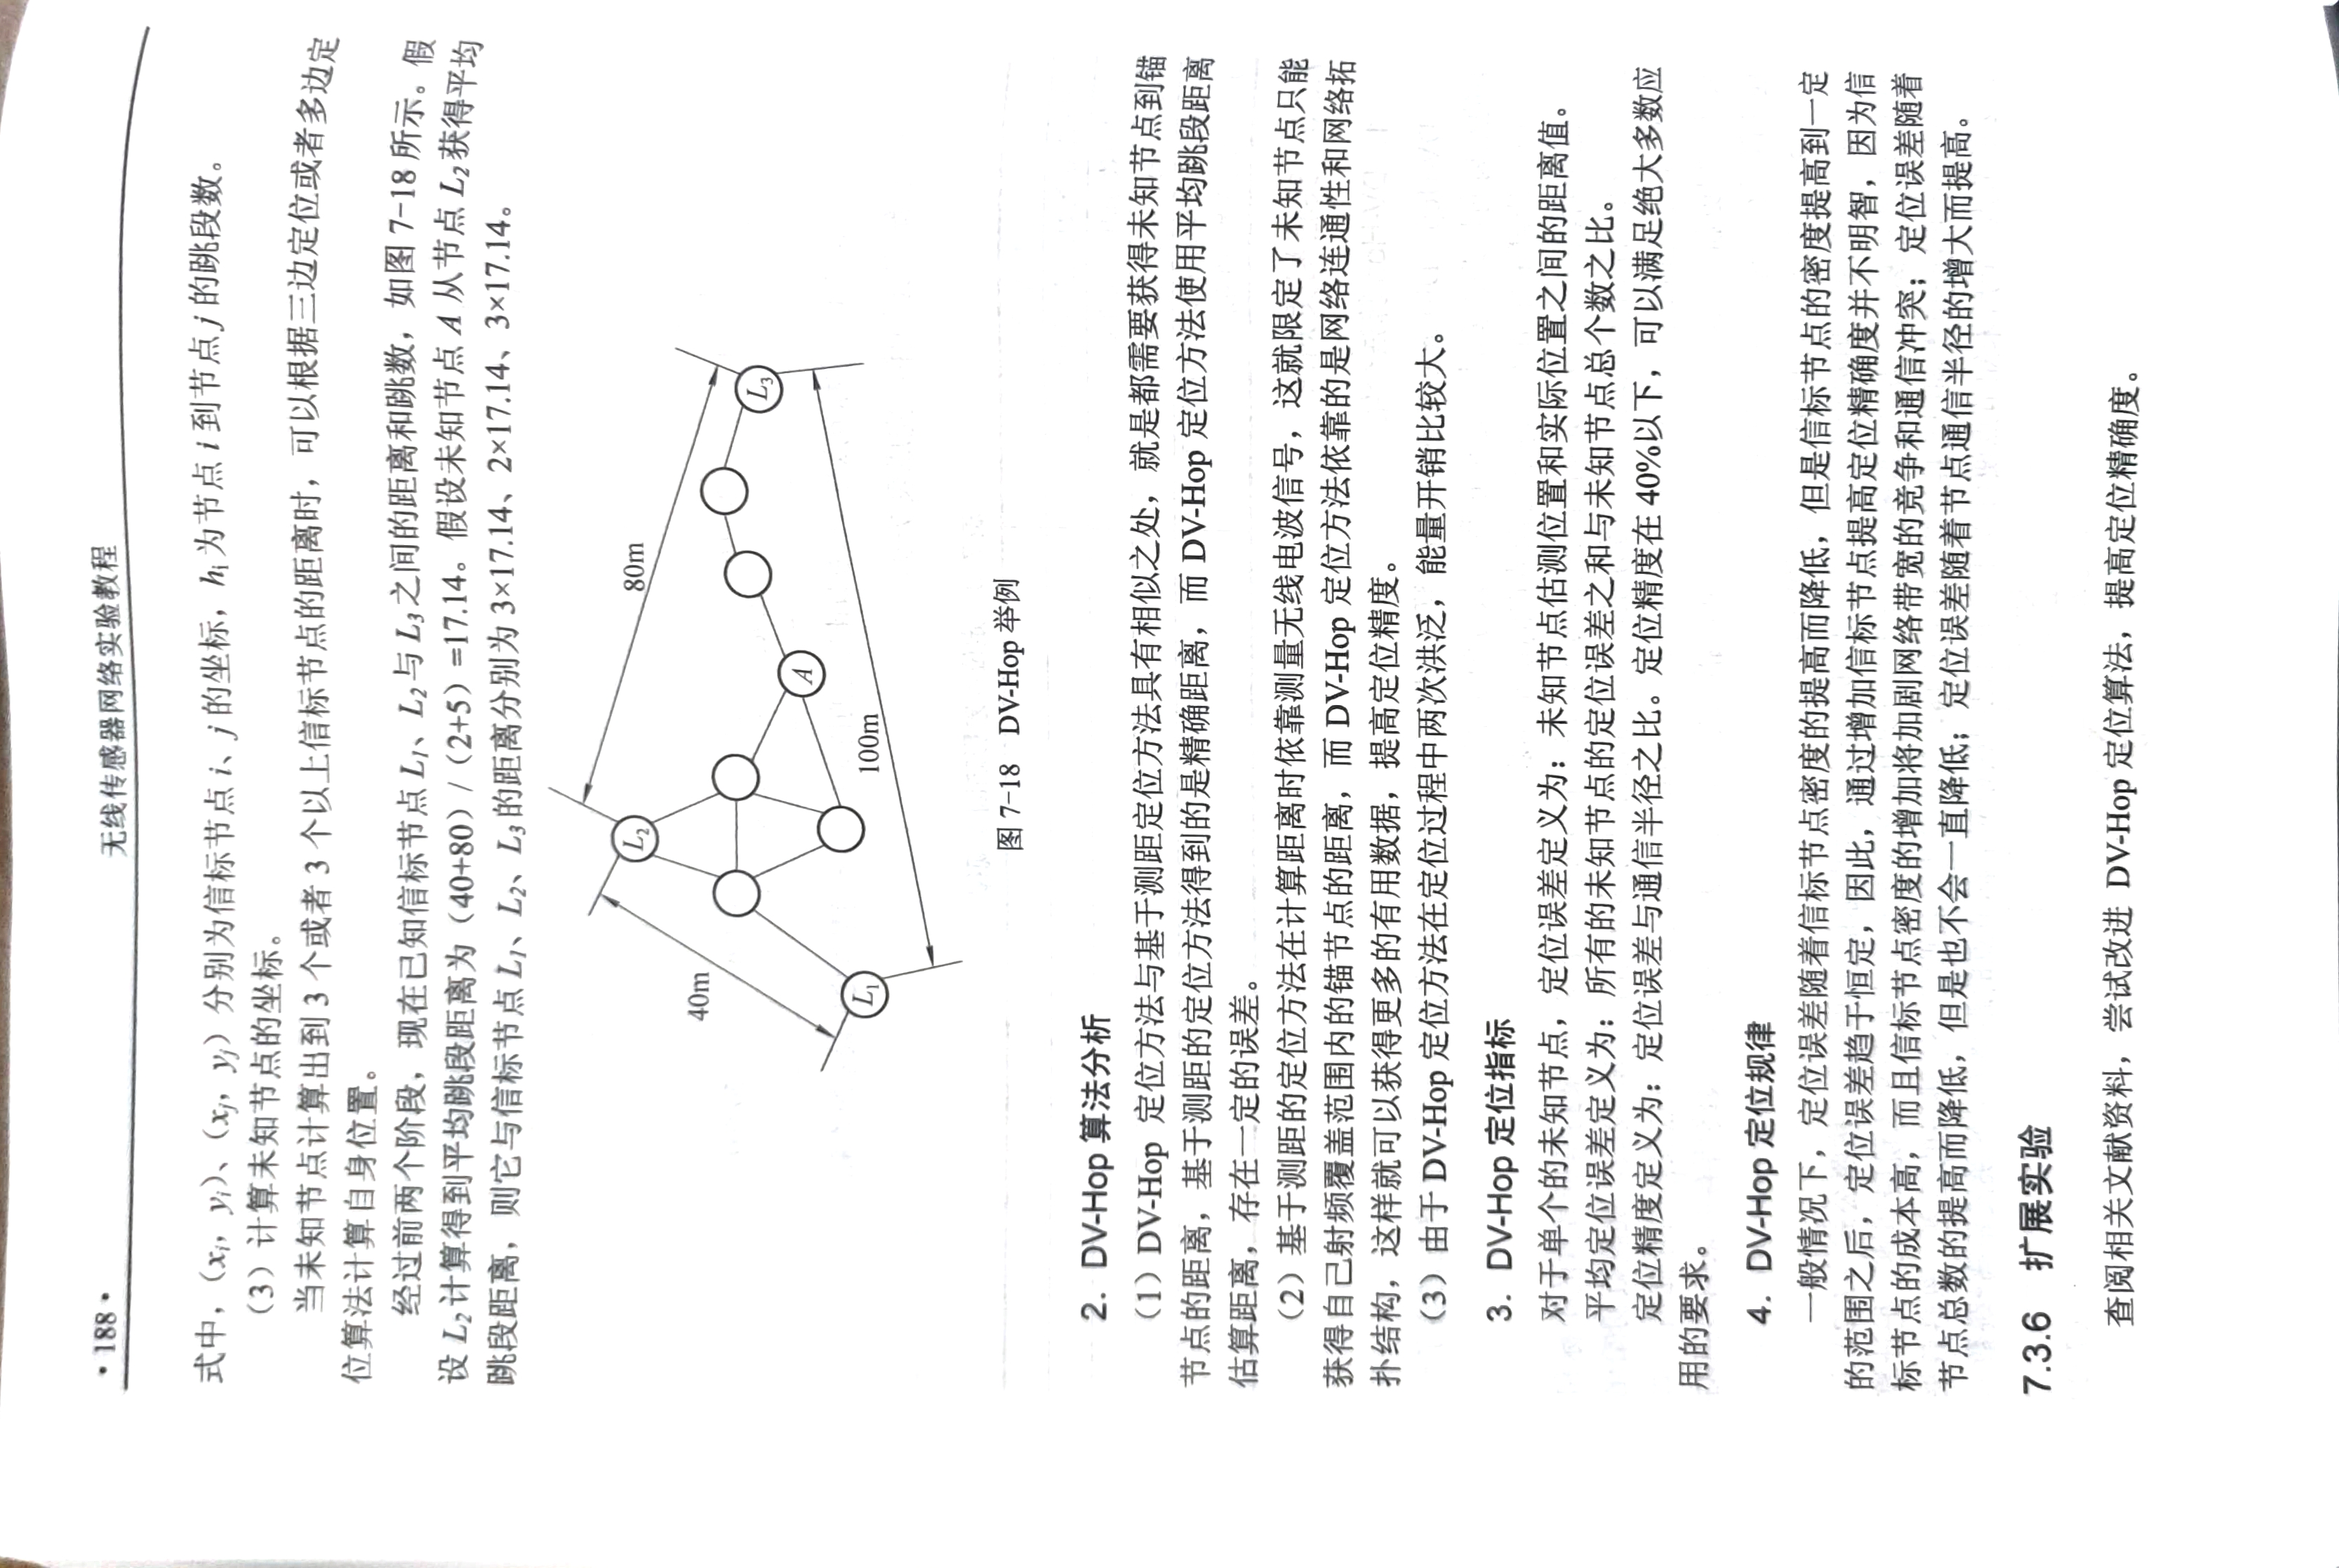 ·188·
无线传感器网络实验教程
式中，(xi，yi)、(xj，yj）分别为信标节点 i、j 的坐标，hi 为节点 i 到节点 j 的跳段数。
（3）计算未知节点的坐标。
当未知节点计算出到 3 个或者 3 个以上信标节点的距离时，可以根据三边定位或者多边定
位算法计算自身位置。
经过前两个阶段，现在已知信标节点 L1、L2 与 L3 之间的距离和跳数，如图 7-18 所示。假
设 L2 计算得到平均跳段距离为（40+80）/（2+5）=17.14。假设未知节点 A 从节点 L2 获得平均
跳段距离，则它与信标节点 L1、L2、L3 的距离分别为 3×17.14、2×17.14、3×17.14。
L2
80m
40m
L3
A
L1
100m
图 7-18 DV-Hop 举例
2．DV-Hop 算法分析
（1）DV-Hop 定位方法与基于测距定位方法具有相似之处，就是都需要获得未知节点到锚
节点的距离，基于测距的定位方法得到的是精确距离，而 DV-Hop 定位方法使用平均跳段距离
估算距离，存在一定的误差。
（2）基于测距的定位方法在计算距离时依靠测量无线电波信号，这就限定了未知节点只能
获得自己射频覆盖范围内的锚节点的距离，而 DV-Hop 定位方法依靠的是网络连通性和网络拓
扑结构，这样就可以获得更多的有用数据，提高定位精度。
（3）由于 DV-Hop 定位方法在定位过程中两次洪泛，能量开销比较大。
3．DV-Hop 定位指标
对于单个的未知节点，定位误差定义为：未知节点估测位置和实际位置之间的距离值。
平均定位误差定义为：所有的未知节点的定位误差之和与未知节点总个数之比。
定位精度定义为：定位误差与通信半径之比。定位精度在 40%以下，可以满足绝大多数应
用的要求。
4．DV-Hop 定位规律
一般情况下，定位误差随着信标节点密度的提高而降低，但是信标节点的密度提高到一定
的范围之后，定位误差趋于恒定，因此，通过增加信标节点提高定位精确度并不明智，因为信
标节点的成本高，而且信标节点密度的增加将加剧网络带宽的竞争和通信冲突；定位误差随着
节点总数的提高而降低，但是也不会一直降低；定位误差随着节点通信半径的增大而提高。
7.3.6 扩展实验
查阅相关文献资料，尝试改进 DV-Hop 定位算法，提高定位精确度。